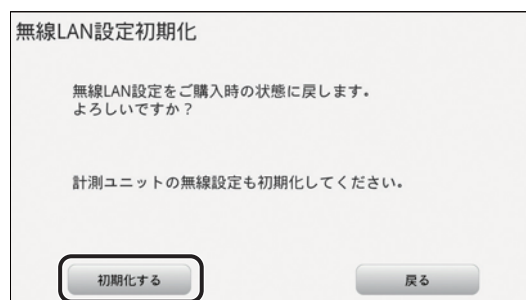 無線LAN設定初期化
無線LAN設定をご購入時の状態に戻します。
よろしいですか？
計測ユニットの無線設定も初期化してください。
初期化する
戻る